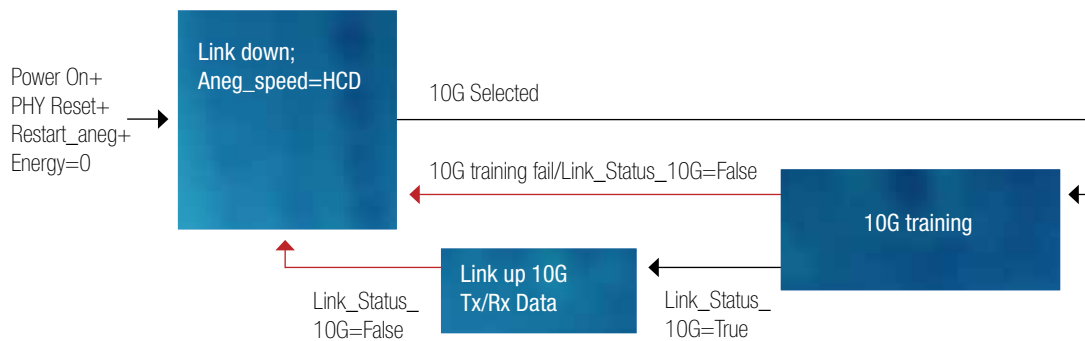 Power On+
PHY Reset+
Restart_aneg+
Energy=0
Link down;
Aneg_speed=HCD
10G Selected
10G training fail/Link_Status_10G=False
10G training
Link up 10G
Tx/Rx Data
Link_Status_
10G=False
Link_Status_
10G=True